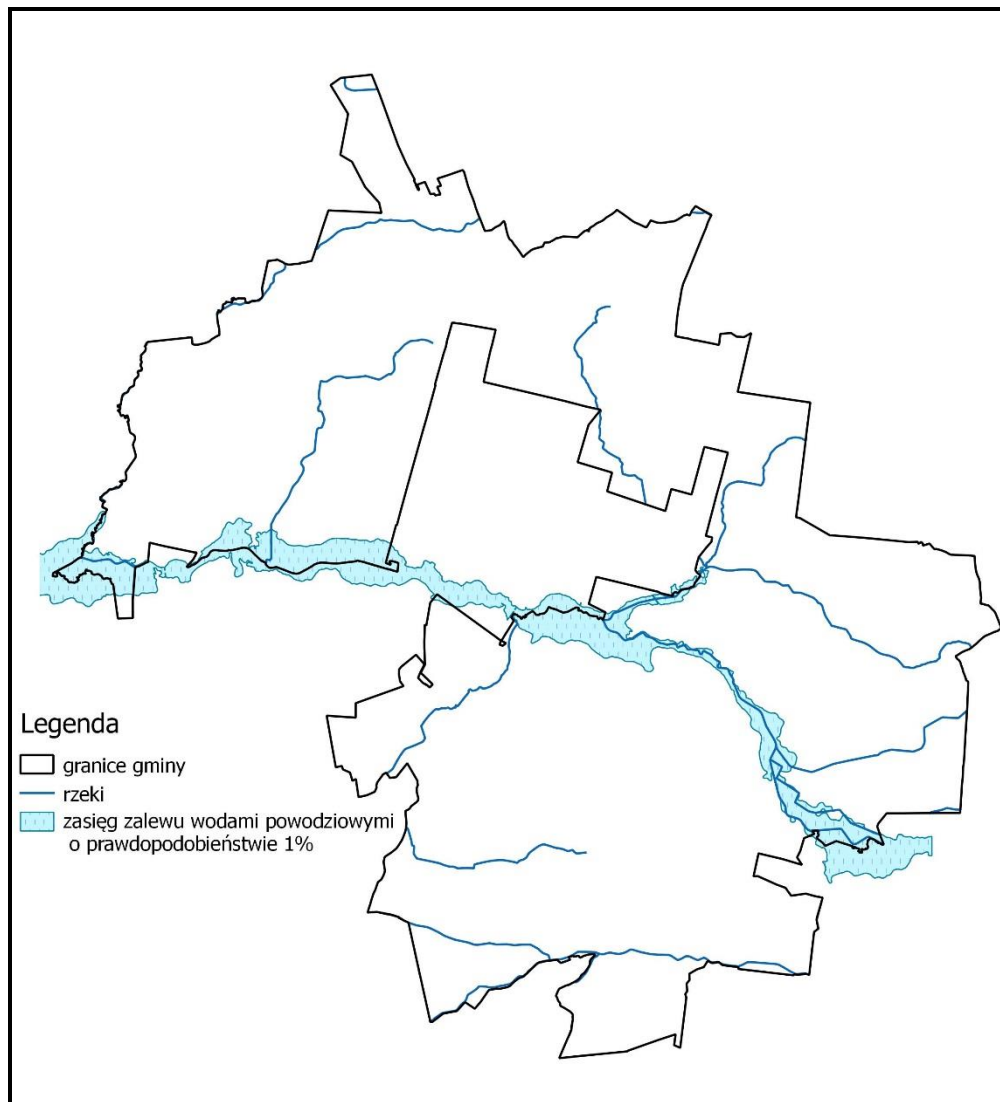 Legenda
granice gminy
rzeki
zasięg zalewu wodami powodziowymi
o prawdopodobieństwie 1%